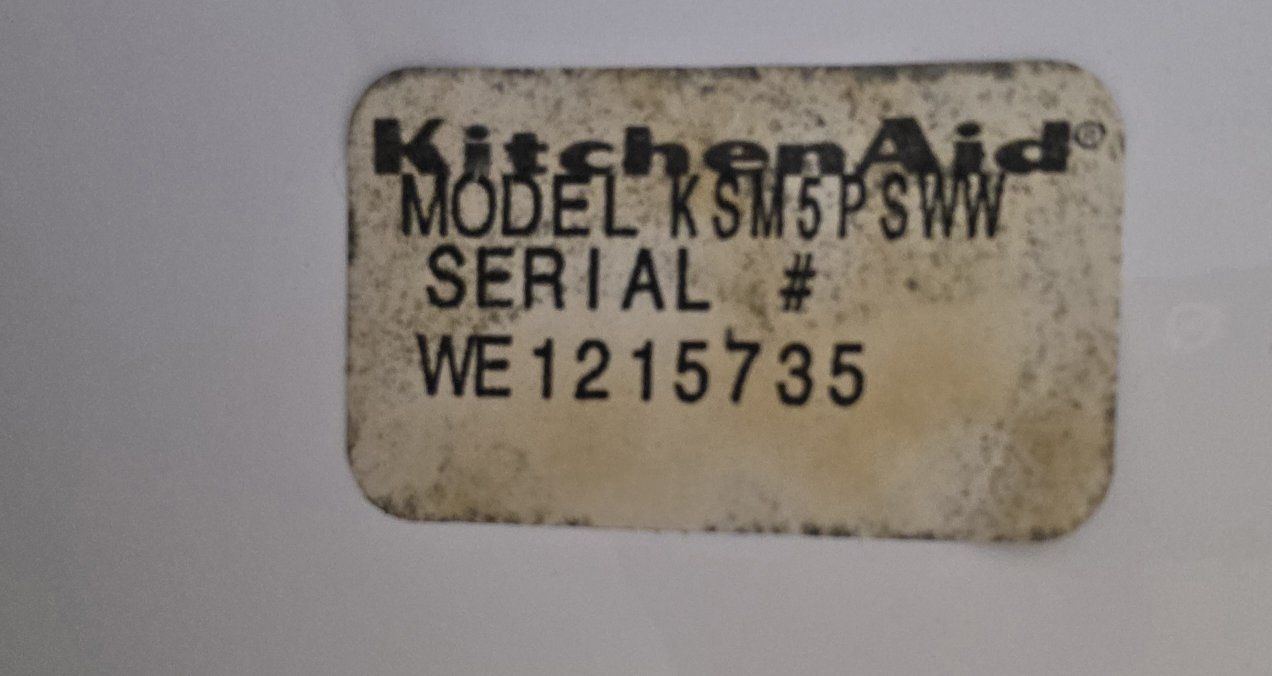 KitchenAid®
MODEL KSM5PSWW
SERIAL #
WE1215735